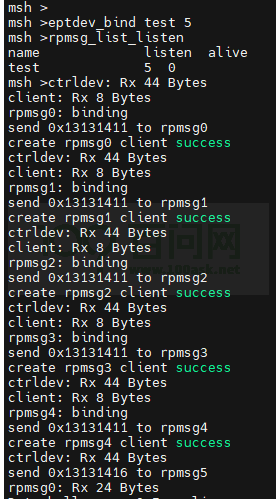 msh >
msh >eptdev_bind test 5
msh >rpmsg_list_listen
name listen alive
test 5 0
msh >ctrldev: Rx 44 Bytes
client: Rx 8 Bytes
rpmsg0: binding
send 0x13131411 to rpmsg0
create rpmsg0 client success
ctrldev: Rx 44 Bytes
client: Rx 8 Bytes
rpmsg1: binding
send 0x13131411 to rpmsg1
create rpmsg1 client success
ctrldev: Rx 44 Bytes
client: Rx 8 Bytes
rpmsg2: binding
send 0x13131411 to rpmsg2
create rpmsg2 client success
ctrldev: Rx 44 Bytes
client: Rx 8 Bytes
rpmsg3: binding
send 0x13131411 to rpmsg3
create rpmsg3 client success
ctrldev: Rx 44 Bytes
client: Rx 8 Bytes
rpmsg4: binding
send 0x13131411 to rpmsg4
create rpmsg4 client success
ctrldev: Rx 44 Bytes
send 0x13131416 to rpmsg5
rpmsg0: Rx 24 Bytes